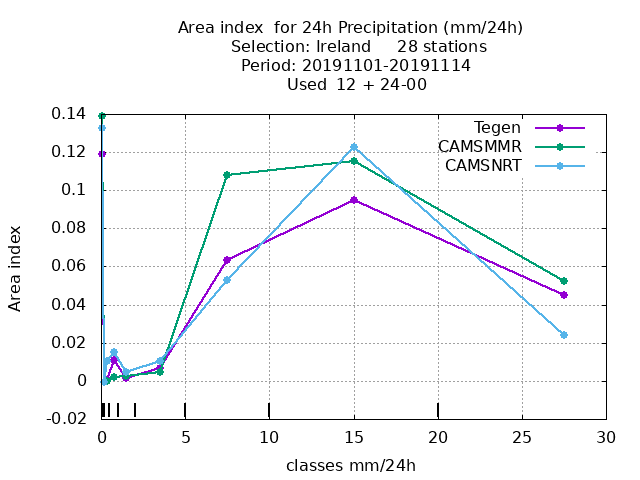 Area index  for 24h Precipitation (mm/24h)
Selection: Ireland     28 stations
Period: 20191101-20191114
Used  12 + 24-00
Tegen
CAMSMMR
CAMSNRT
0.14
0.12
0.1
0.08
0.06
0.04
0.02
0
-0.02
Area index
0 5 10 15 20 25 30
classes mm/24h